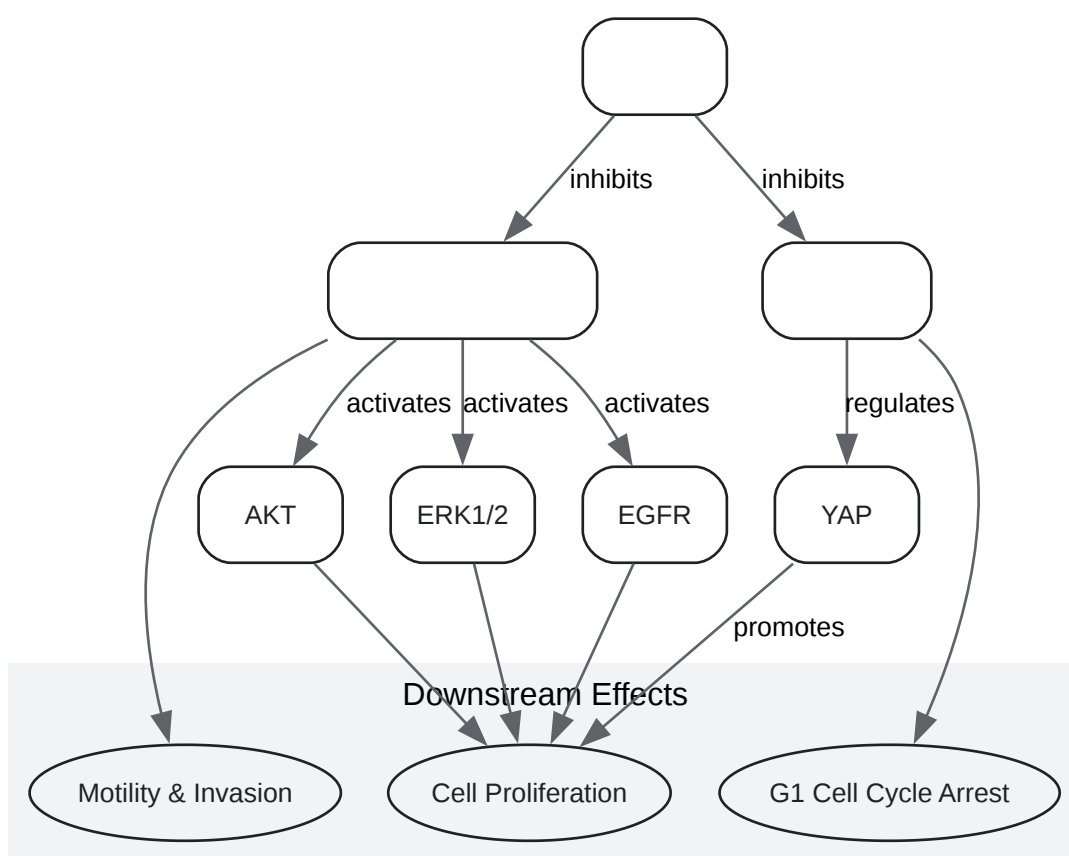 inhibits
inhibits
activates
activates
activates
regulates
AKT
ERK1/2
EGFR
YAP
promotes
Downstream Effects
Motility & Invasion
Cell Proliferation
G1 Cell Cycle Arrest